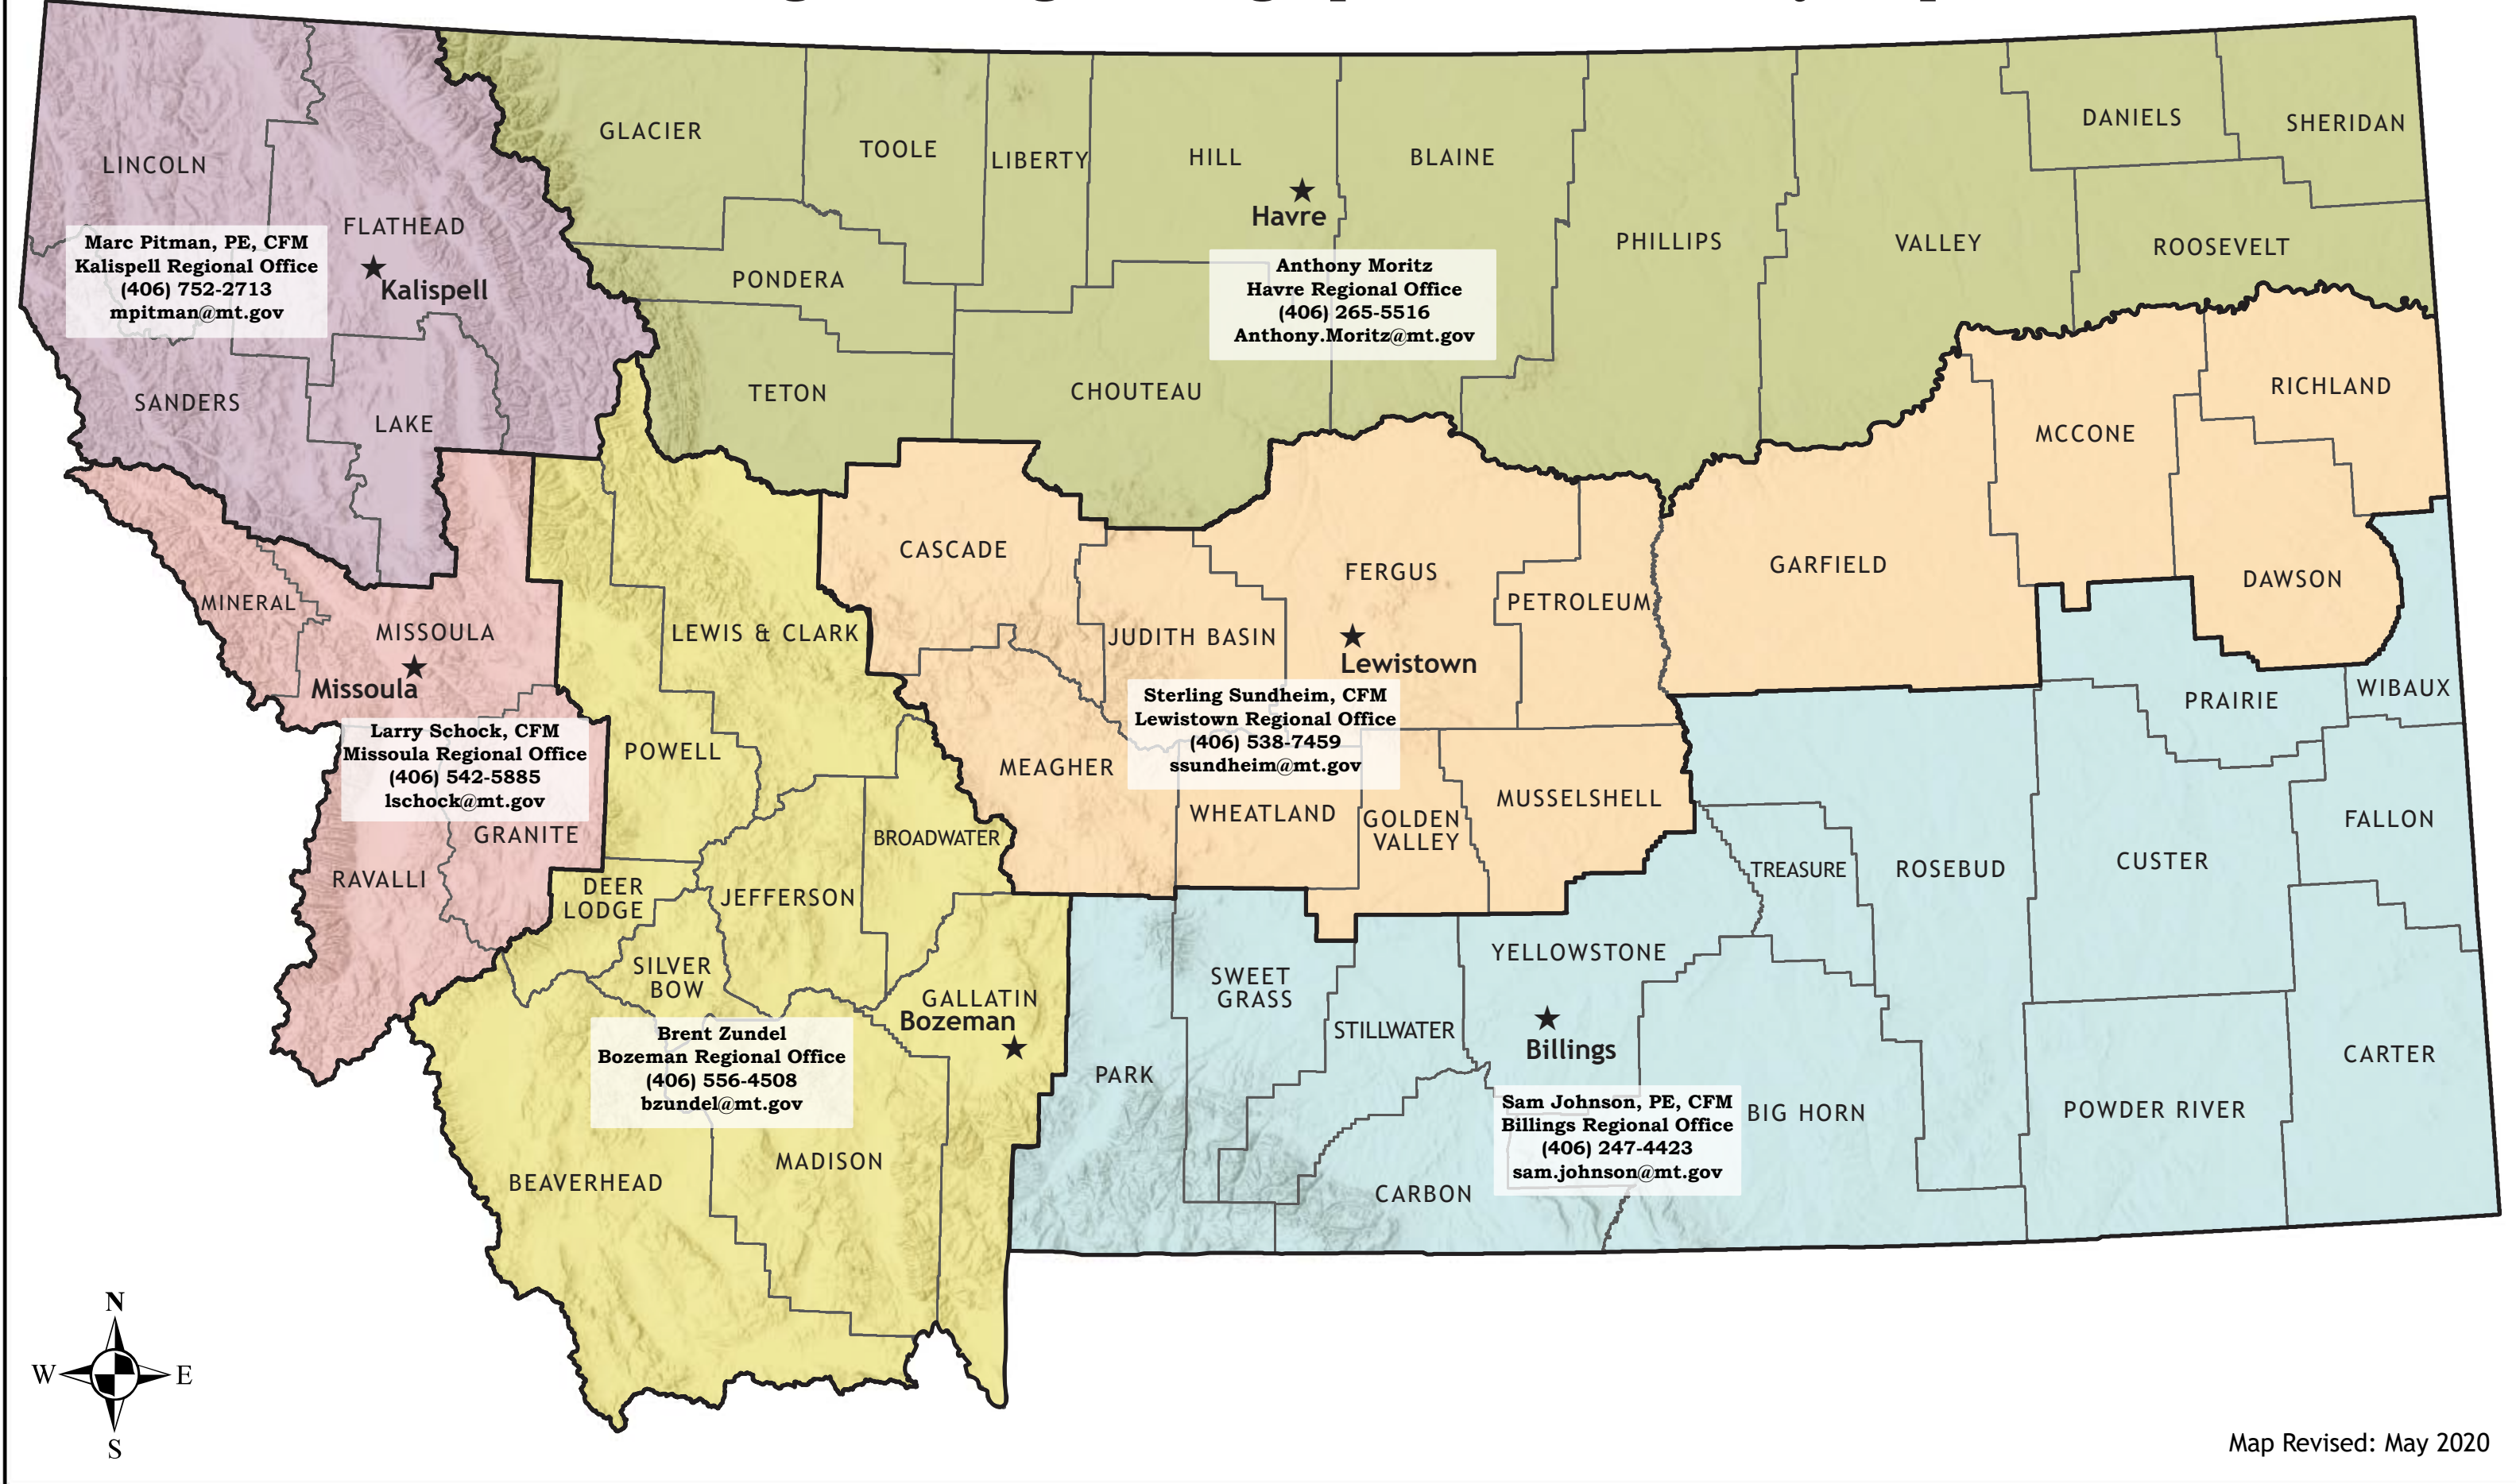 GLACIER
TOOLE
LIBERTY
HILL
BLAINE
DANIELS
SHERIDAN
LINCOLN
FLATHEAD
Havre
PHILLIPS
VALLEY
ROOSEVELT
Marc Pitman, PE, CFM
Kalispell Regional Office
(406) 752-2713
mpitman@mt.gov
Kalispell
PONDERA
Anthony Moritz
Havre Regional Office
(406) 265-5516
Anthony.Moritz@mt.gov
SANDERS
LAKE
TETON
CHOUTEAU
RICHLAND
MCCONE
CASCADE
FERGUS
GARFIELD
DAWSON
MINERAL
MISSOULA
LEWIS & CLARK
JUDITH BASIN
PETROLEUM
Missoula
Lewistown
PRAIRIE
WIBAUX
Larry Schock, CFM
Missoula Regional Office
(406) 542-5885
lschock@mt.gov
POWELL
MEAGHER
Sterling Sundheim, CFM
Lewistown Regional Office
(406) 538-7459
ssundheim@mt.gov
WHEATLAND
GOLDEN
VALLEY
MUSSELSHELL
FALLON
GRANITE
BROADWATER
RAVALLI
DEER
LODGE
JEFFERSON
TREASURE
ROSEBUD
CUSTER
SILVER
BOW
GALLATIN
Bozeman
SWEET
GRASS
YELLOWSTONE
STILLWATER
Billings
Brent Zundel
Bozeman Regional Office
(406) 556-4508
bzundel@mt.gov
PARK
CARTER
Sam Johnson, PE, CFM
Billings Regional Office
(406) 247-4423
sam.johnson@mt.gov
BIG HORN
POWDER RIVER
BEAVERHEAD
MADISON
CARBON
N
W
E
S
Map Revised: May 2020